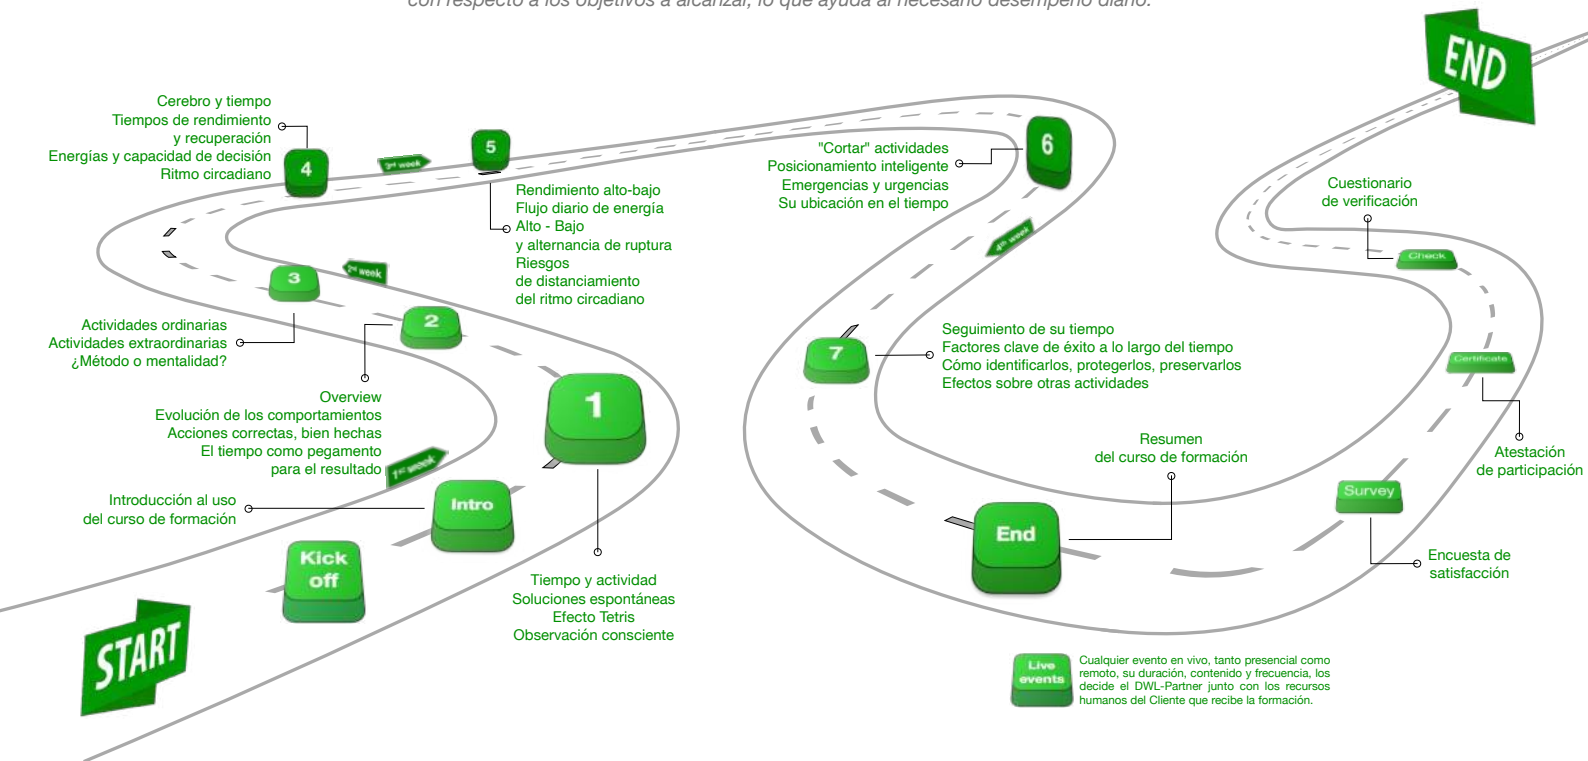 con respecto a los objetivos a alcanzar, lo que ayuda al necesario desempeño diario.
START
Kick
off
Intro
Introducción al uso
del curso de formación
1st week
1
Tiempo y actividad
Soluciones espontáneas
Efecto Tetris
Observación consciente
2
Overview
Evolución de los comportamientos
Acciones correctas, bien hechas
El tiempo como pegamento
para el resultado
2nd week
3
Actividades ordinarias
Actividades extraordinarias
¿Método o mentalidad?
4
Cerebro y tiempo
Tiempos de rendimiento
y recuperación
Energías y capacidad de decisión
Ritmo circadiano
3rd week
5
Rendimiento alto-bajo
Flujo diario de energía
Alto - Bajo
y alternancia de ruptura
Riesgos
de distanciamiento
del ritmo circadiano
6
"Cortar" actividades
Posicionamiento inteligente
Emergencias y urgencias
Su ubicación en el tiempo
4th week
7
Seguimiento de su tiempo
Factores clave de éxito a lo largo del tiempo
Cómo identificarlos, protegerlos, preservarlos
Efectos sobre otras actividades
End
Resumen
del curso de formación
Survey
Encuesta de
satisfacción
Certificate
Atestación
de participación
Check
Cuestionario
de verificación
END
Live
events
Cualquier evento en vivo, tanto presencial como
remoto, su duración, contenido y frecuencia, los
decide el DWL-Partner junto con los recursos
humanos del Cliente que recibe la formación.